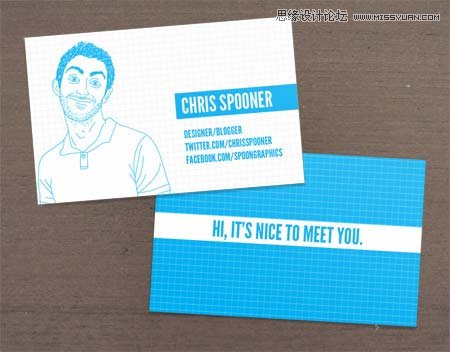 思缘设计论坛 WWW.MISSYUAN.COM
CHRIS SPOONER
DESIGNER/BLOGGER
TWITTER.COM/CHRISSPOONER
FACEBOOK.COM/SPOONGRAPHICS
HI, IT'S NICE TO MEET YOU.